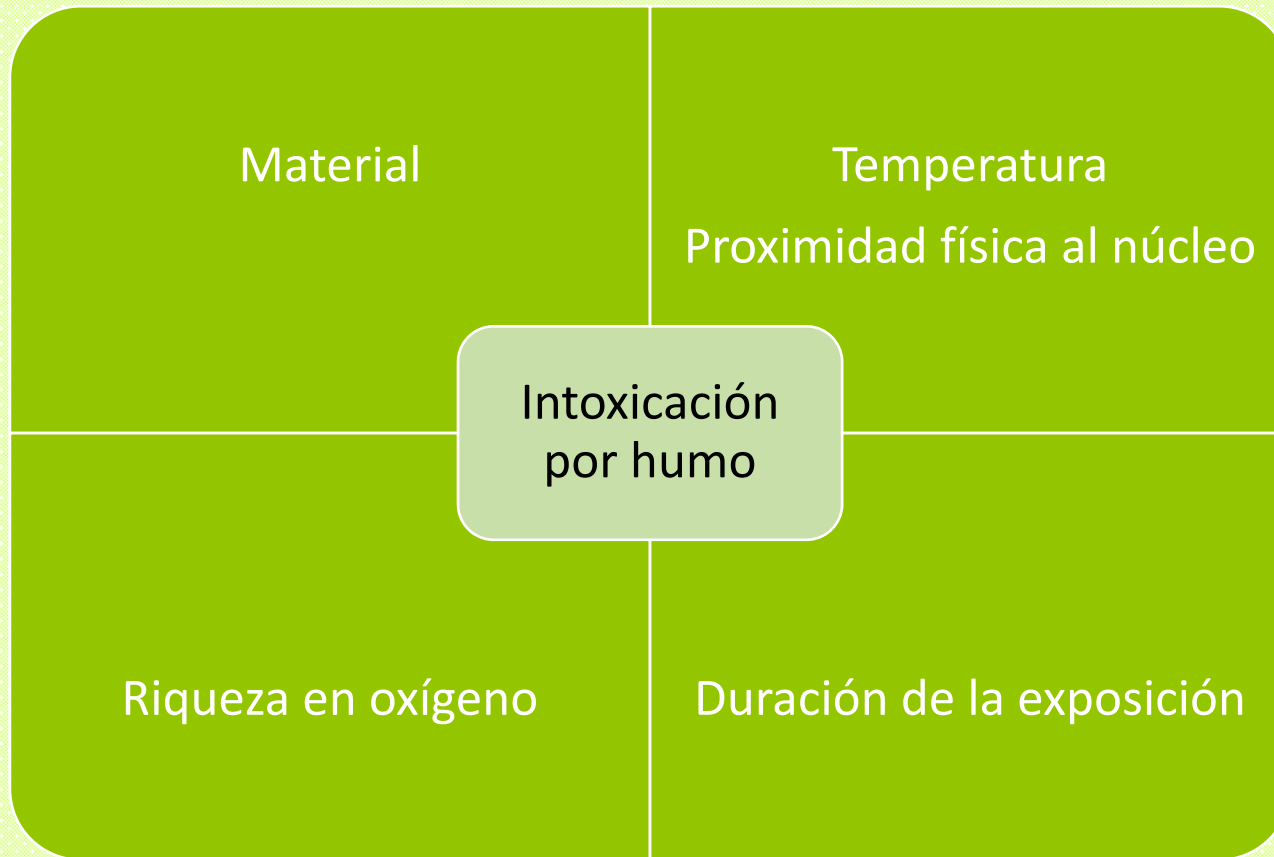 Material
Temperatura
Proximidad física al núcleo
Intoxicación
por humo
Riqueza en oxígeno
Duración de la exposición